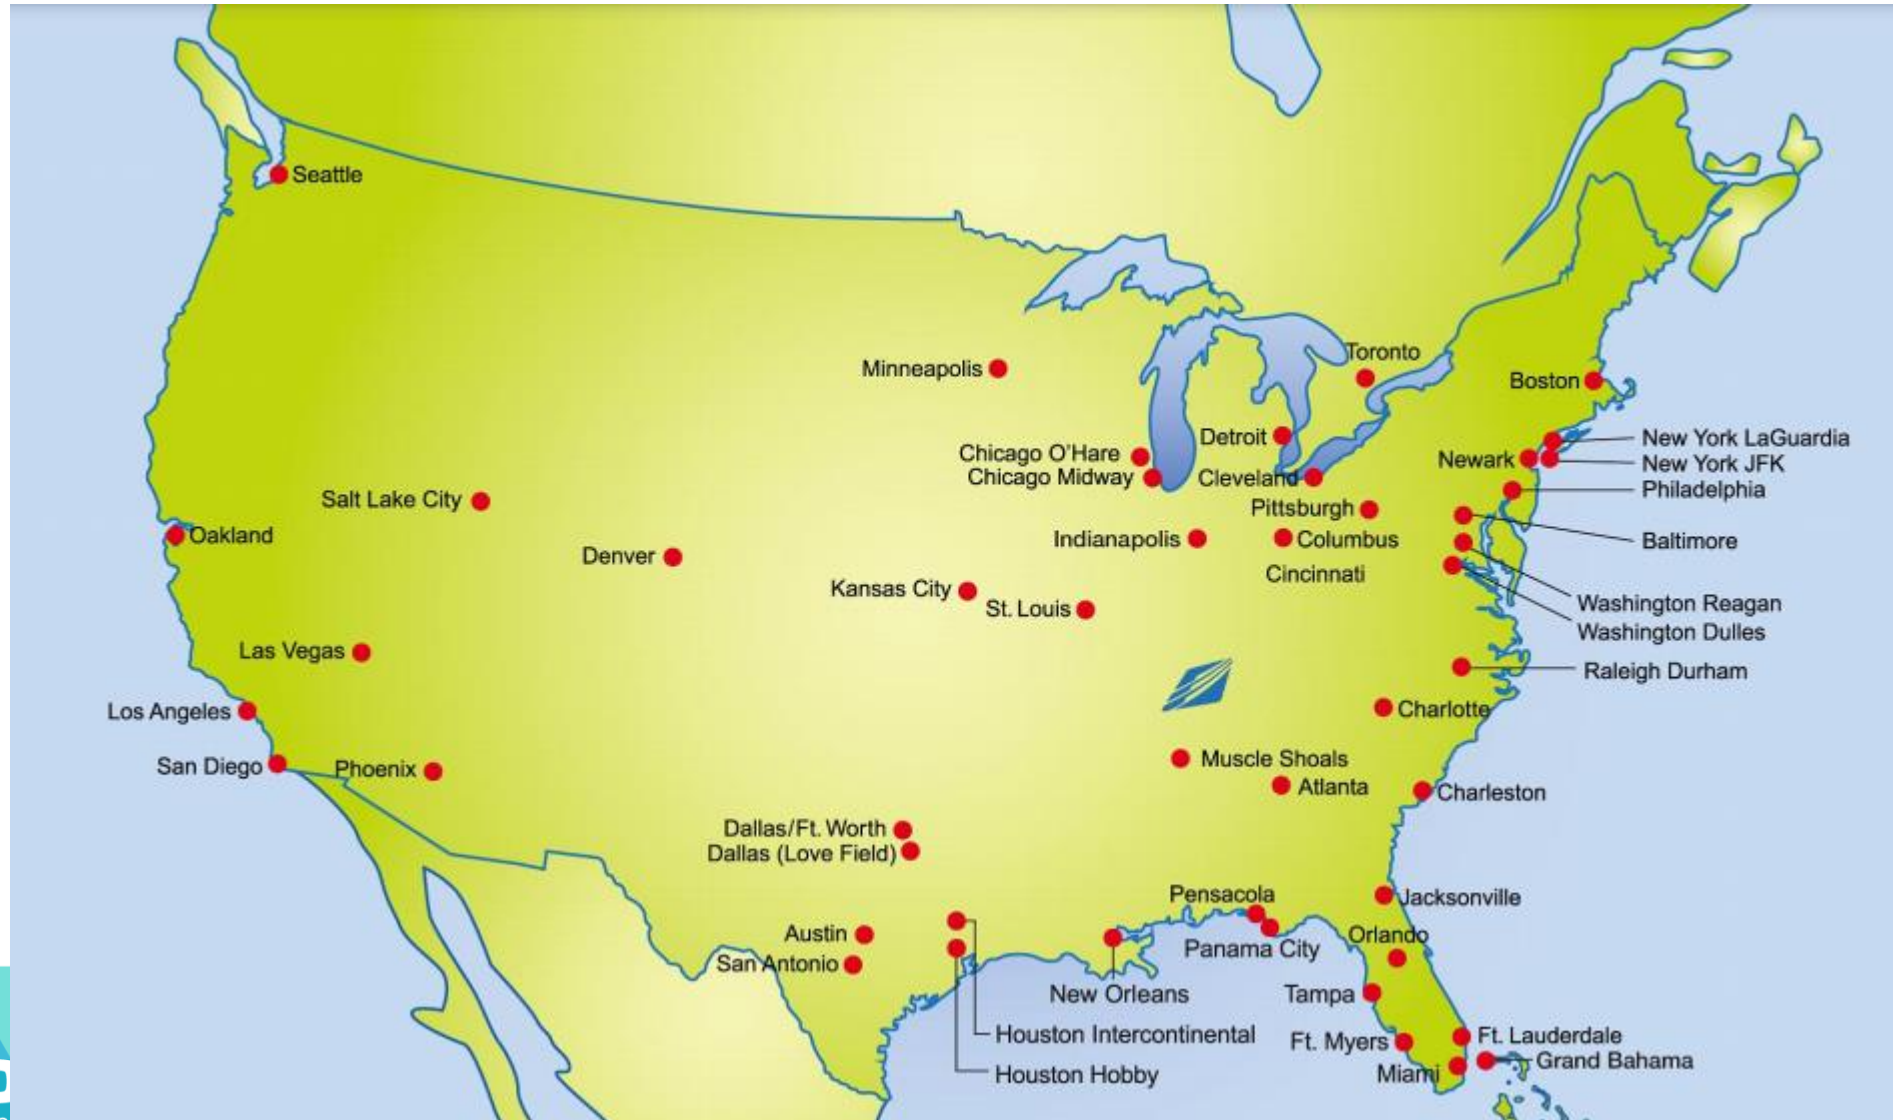 Seattle
Toronto
Minneapolis
Boston
Detroit
New York LaGuardia
Chicago O'Hare
Newark
New York JFK
Chicago Midway
Cleveland
Philadelphia
Salt Lake City
Pittsburgh
Oakland
Indianapolis
Columbus
Baltimore
Denver
Cincinnati
Kansas City
St. Louis
Washington Reagan
Washington Dulles
Las Vegas
Raleigh Durham
Los Angeles
Charlotte
San Diego
Phoenix
Muscle Shoals
Atlanta
Charleston
Dallas/Ft. Worth
Dallas (Love Field)
Pensacola
Jacksonville
Austin
Orlando
Panama City
San Antonio
New Orleans
Tampa
Houston Intercontinental
Ft. Lauderdale
Ft. Myers
Grand Bahama
Houston Hobby
Miami